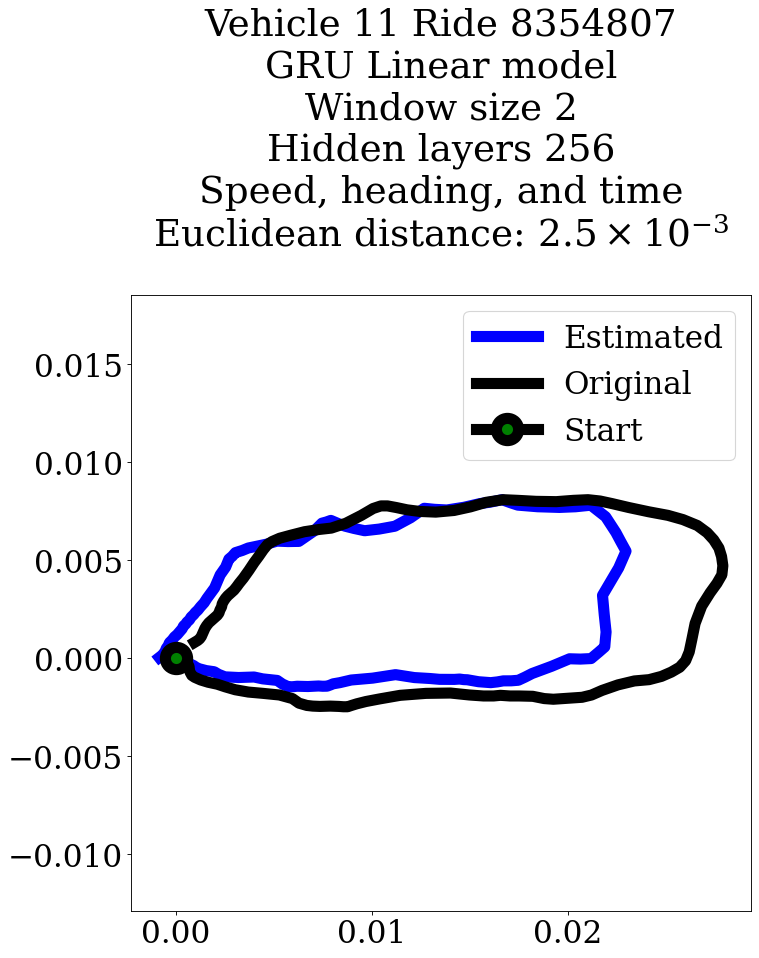 Vehicle 11 Ride 8354807
GRU Linear model
Window size 2
Hidden layers 256
Speed, heading, and time
Euclidean distance: 2.5 × 10⁻³
Estimated
Original
Start
0.015
0.010
0.005
0.000
−0.005
−0.010
0.00 0.01 0.02